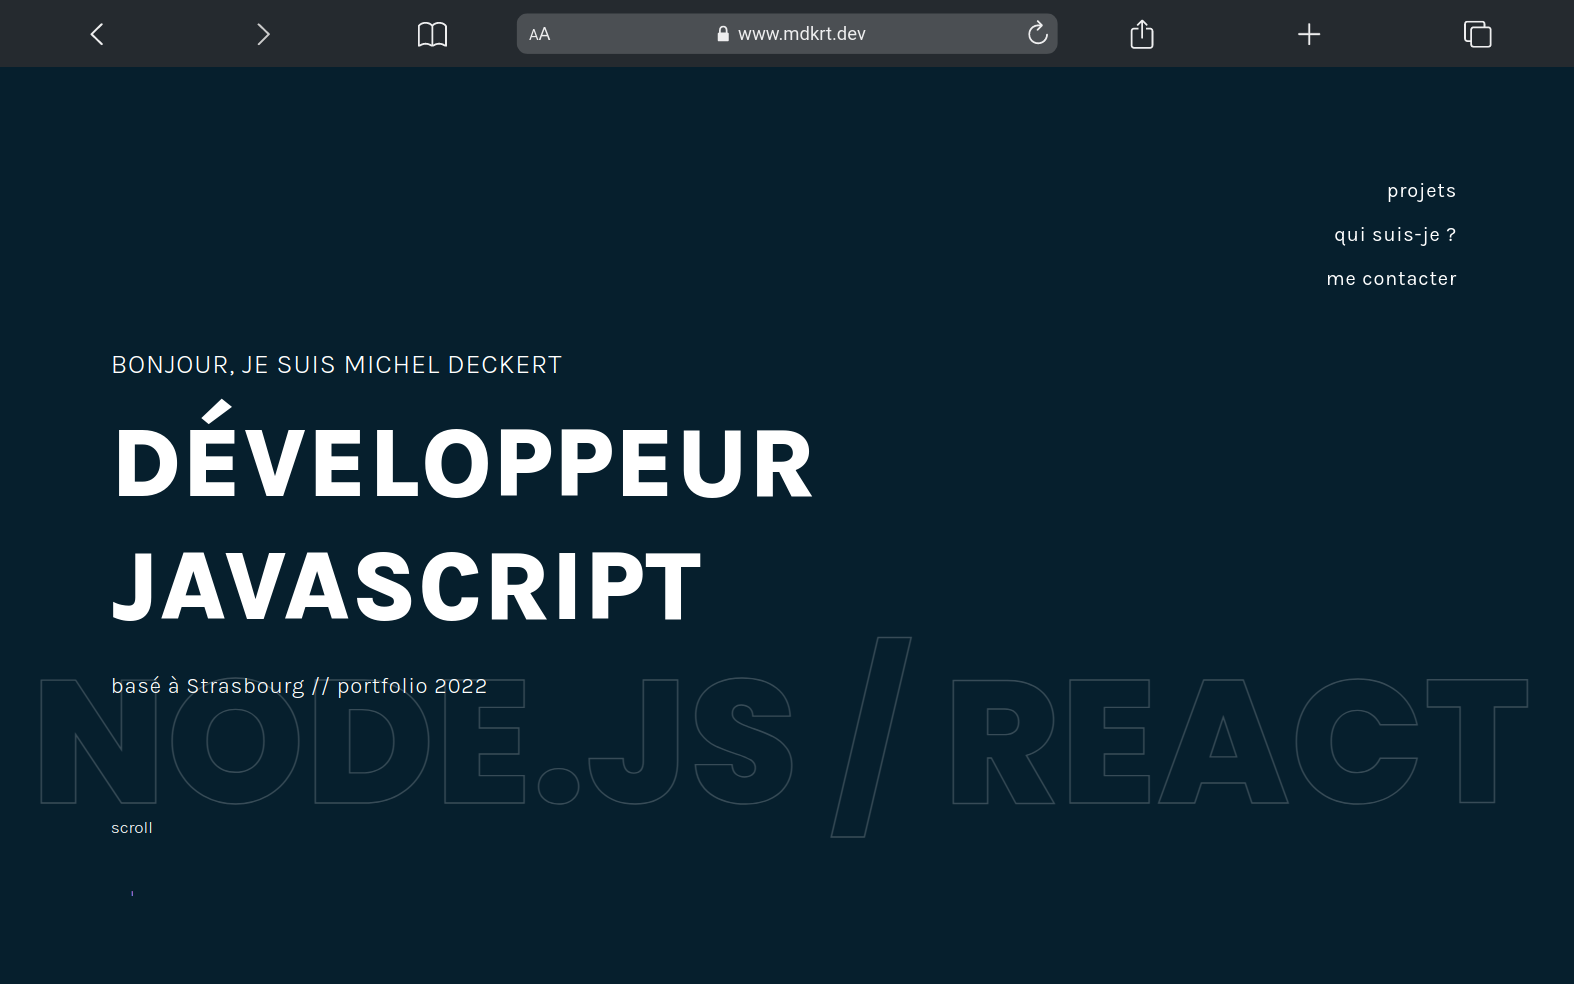 AA
www.mdkrt.dev
projets
qui suis-je ?
me contacter
BONJOUR, JE SUIS MICHEL DECKERT
DÉVELOPPEUR
JAVASCRIPT
basé à Strasbourg // portfolio 2022
NODE.JS / REACT
scroll